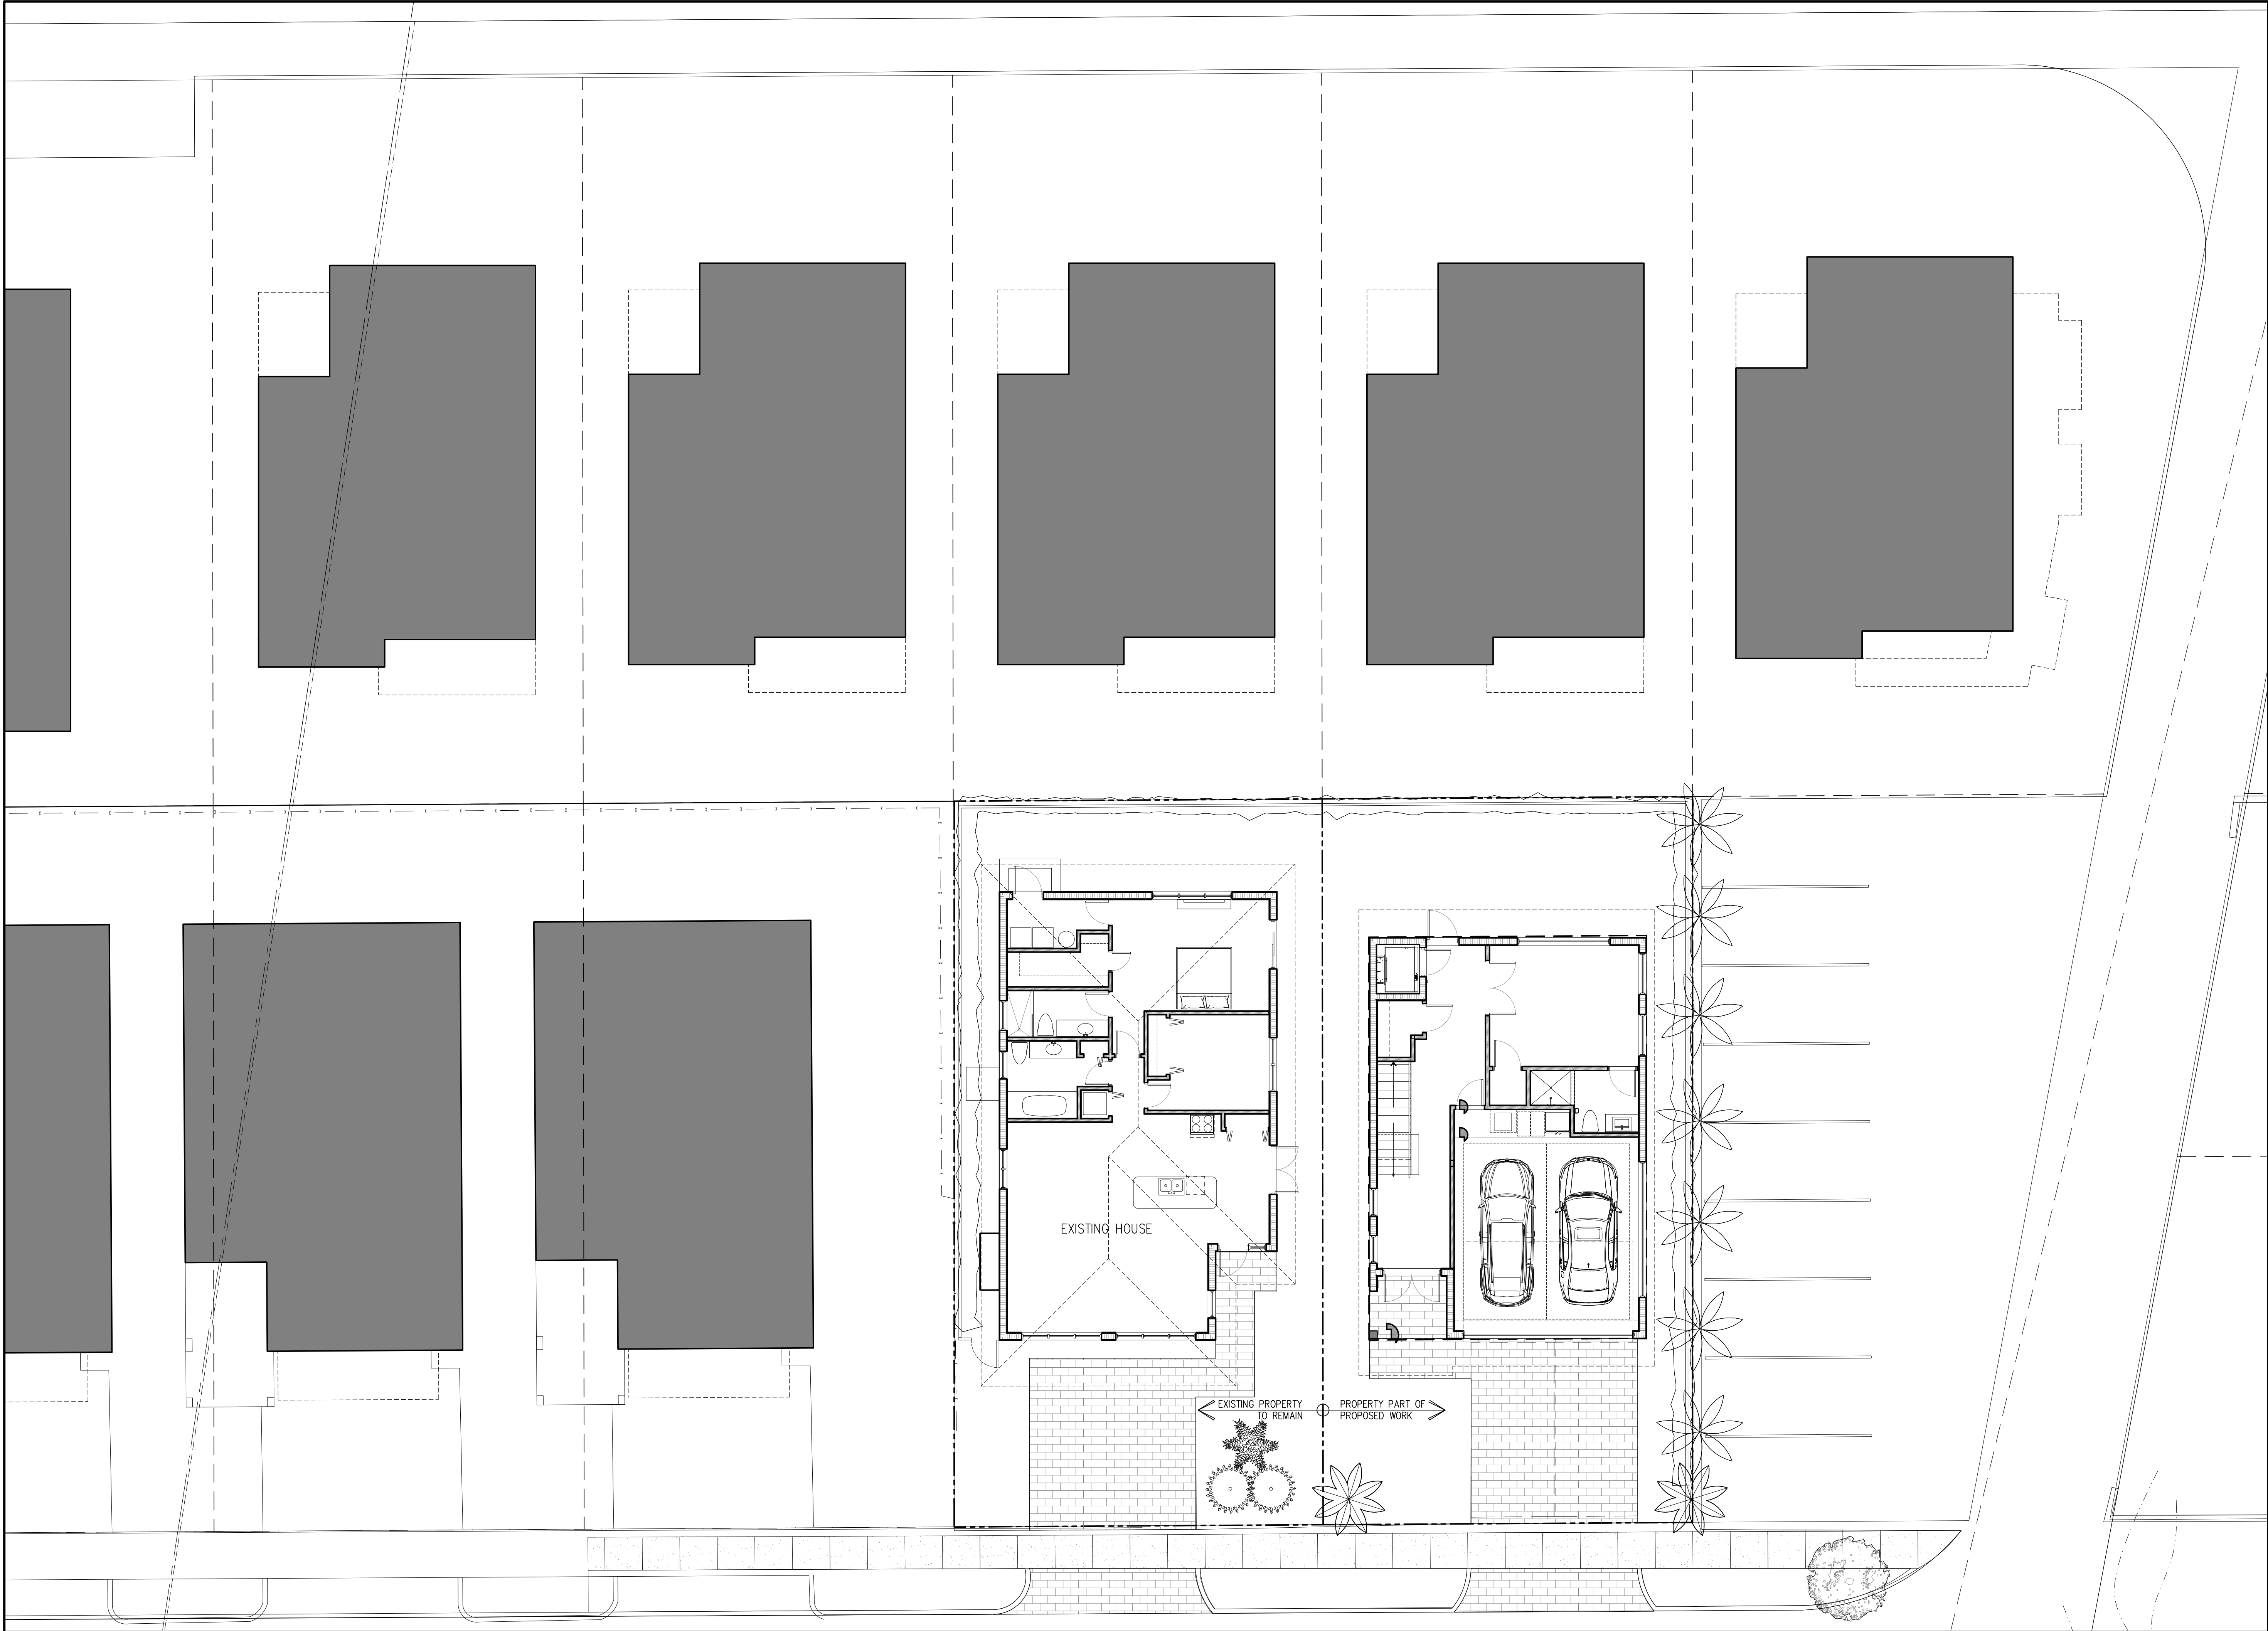 EXISTING HOUSE
EXISTING PROPERTY
TO REMAIN
PROPERTY PART OF
PROPOSED WORK